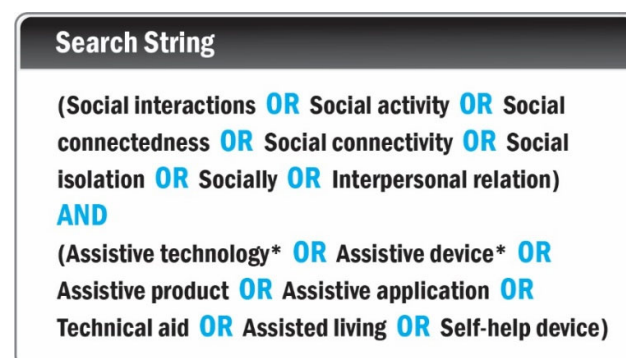 Search String
(Social interactions OR Social activity OR Social
connectedness OR Social connectivity OR Social
isolation OR Socially OR Interpersonal relation)
AND
(Assistive technology* OR Assistive device* OR
Assistive product OR Assistive application OR
Technical aid OR Assisted living OR Self-help device)